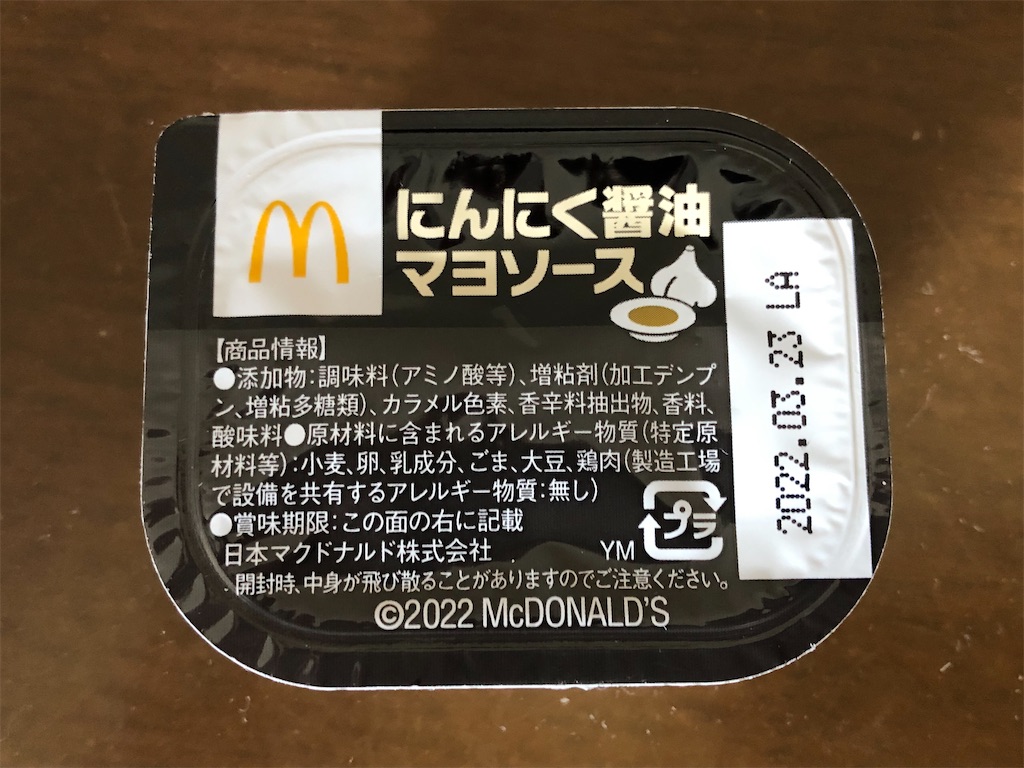 にんにく醤油
マヨソース
【商品情報】
●添加物:調味料(アミノ酸等)、増粘剤(加工デンプ
ン、増粘多糖類)、カラメル色素、香辛料抽出物、香料、
酸味料●原材料に含まれるアレルギー物質(特定原
材料等):小麦、卵、乳成分、ごま、大豆、鶏肉(製造工場
で設備を共有するアレルギー物質:無し)
●賞味期限:この面の右に記載
日本マクドナルド株式会社 YM
プラ
開封時、中身が飛び散ることがありますのでご注意ください。
©2022 McDONALD'S
2022.03.23 LA